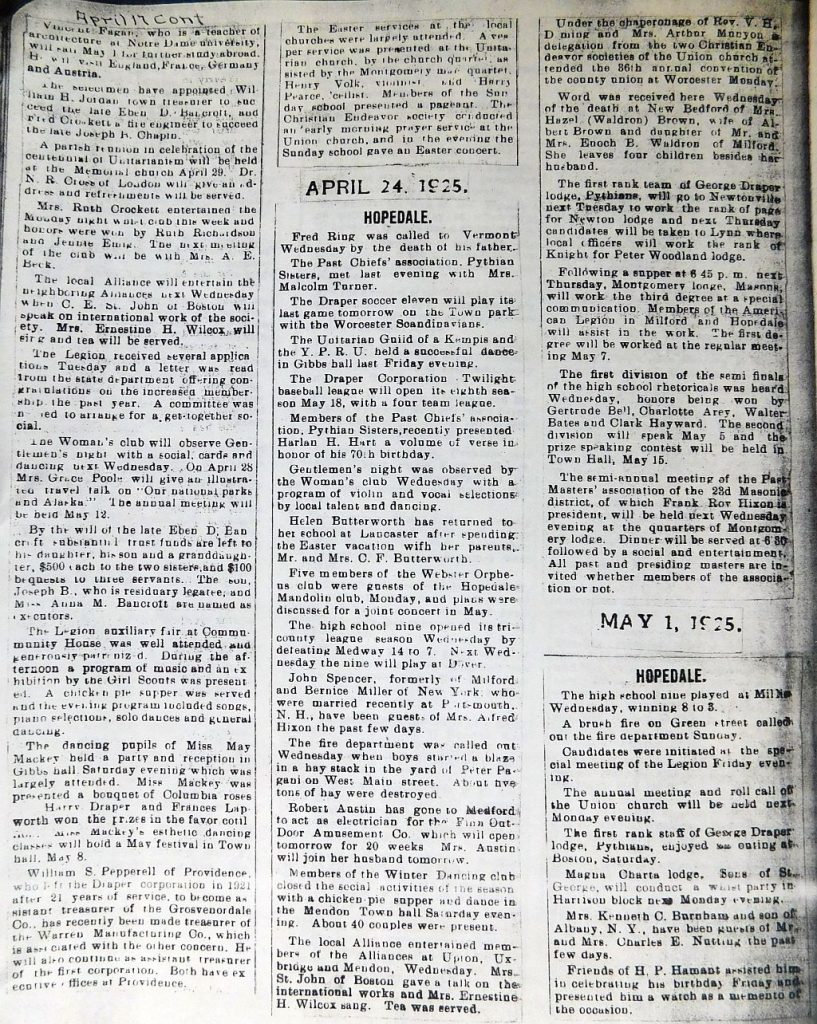 April 17 Cont
Vincent Fagan, who is a teacher of
architecture at Notre Dame university,
will sail May 1 for further study abroad.
He will visit England, France, Germany
and Austria.
The selectmen have appointed Wil-
liam H. Jordan town treasurer to suc-
ceed the late Eben D. Bancroft, and
Fred Crockett a fire engineer to succeed
the late Joseph B. Chapin.
A parish reunion in celebration of the
centennial of Unitarianism will be held
at the Memorial church April 29. Dr.
N. R. Cross of London will give an ad-
dress and refreshments will be served.
Mrs. Ruth Crockett entertained the
Monday night whist club this week and
honors were won by Ruth Richardson
and Jennie The next meeting
of the club will be with Mrs. A. E.
Beck.
The local Alliance will entertain the
neighboring Alliances next Wednesday
when C. E. St. John of Boston will
speak on international work of the soci-
ety. Mrs. Ernestine H. Wilcox will
sing and tea will be served.
The Legion received several applica
tions Tuesday and a letter was read
from the state department offering con-
gratulations on the increased member-
ship the past year. A committee was
named to arrange for a get-together so-
cial.
The Woman's club will observe Gen-
tlemen's night with a social, cards and
dancing next Wednesday. On April 28
Mrs. Grace Poole will give an illustra-
ted travel talk on "Our national parks
and Alaska." The annual meeting will
be held May 12.
By the will of the late Eben D. Ban
croft substantial trust funds are left to
his daughter, his son and a granddaugh-
ter, $500 each to the two sisters, and $100
bequests to three servants. The son,
Joseph B., who is residuary legatee, and
Miss Anna M. Bancroft are named as
executors.
The Legion auxiliary fair at Commu-
munity House was well attended and
generously patronized. During the af-
ternoon a program of music and an ex
hibition by the Girl Scouts was present
ed. A chicken pie supper was served
and the evening program included songs,
piano selections, solo dances and general
dancing.
The dancing pupils of Miss May
Mackey held a party and reception in
Gibbs hall Saturday evening which was
largely attended. Miss Mackey was
presented a bouquet of Columbia roses
Harry Draper and Frances Lap-
worth won the prizes in the favor cotil
Miss Mackey's esthetic dancing
classes will hold a May festival in Town
hall, May 8.
William S. Pepperell of Providence,
who left the Draper corporation in 1921
after 21 years of service, to become as
sistant treasurer of the Grosvenordale
Co., has recently been made treasurer of
the Warren Manufacturing Co., which
is associated with the other concern. He
will also continue as assistant treasurer
of the first corporation. Both have ex
ecutive offices at Providence.
The Easter services at the local
churches were largely attended. A ves
per service was presented at the Unita-
rian church, by the church quartet, as
sisted by the Montgomery male quartet,
Henry Volk, violinist and Henry
Pearce, 'cellist. Members of the Sun
day school presented a pageant. The
Christian Endeavor society conducted
an early morning prayer service at the
Union church, and in the evening the
Sunday school gave an Easter concert.
APRIL 24, 1925.
HOPEDALE.
Fred Ring was called to Vermont
Wednesday by the death of his father.
The Past Chiefs' association, Pythian
Sisters, met last evening with Mrs.
Malcolm Turner.
The Draper soccer eleven will play its
last game tomorrow on the Town park
with the Worcester Scandinavians.
The Unitarian Guild of a Kempis and
the Y. P. R. U. held a successful dance
in Gibbs hall last Friday evening.
The Draper Corporation Twilight
baseball league will open its eighth sea-
son May 18, with a four team league.
Members of the Past Chiefs' associa-
tion, Pythian Sisters, recently presented
Harlan H. Hart a volume of verse in
honor of his 70th birthday.
Gentlemen's night was observed by
the Woman's club Wednesday with a
program of violin and vocal selections
by local talent and dancing.
Helen Butterworth has returned to
her school at Lancaster after spending
the Easter vacation with her parents,
Mr. and Mrs. C. F. Butterworth.
Five members of the Webster Orphe-
us club were guests of the Hopedale
Mandolin club, Monday, and plans were
discussed for a joint concert in May.
The high school nine opened its tri-
county league season Wednesday by
defeating Medway 14 to 7. Next Wed-
nesday the nine will play at Dover.
John Spencer, formerly of Milford
and Bernice Miller of New York, who
were married recently at Portsmouth,
N. H., have been guests of Mrs. Alfred
Hixon the past few days.
The fire department was called out
Wednesday when boys started a blaze
in a hay stack in the yard of Peter Pa-
gani on West Main street. About five
tons of hay were destroyed
Robert Austin has gone to Medford
to act as electrician for the Finn Out-
Door Amusement Co. which will open
tomorrow for 20 weeks Mrs. Austin
will join her husband tomorrow.
Members of the Winter Dancing club
closed the social activities of the season
with a chicken pie supper and dance in
the Mendon Town hall Saturday even-
ing. About 40 couples were present.
The local Alliance entertained mem-
bers of the Alliances at Upton, Ux-
bridge and Mendon, Wednesday. Mrs.
St. John of Boston gave a talk on the
international works and Mrs. Ernestine
H. Wilcox sang. Tea was served.
Under the chaperonage of Rev. V. H.
Deming and Mrs. Arthur Munyon a
delegation from the two Christian En-
deavor societies of the Union church at-
tended the 36th annual convention of
the county union at Worcester Monday.
Word was received here Wednesday
of the death at New Bedford of Mrs.
Hazel (Waldron) Brown, wife of Al-
bert Brown and daughter of Mr. and
Mrs. Enoch B. Waldron of Milford.
She leaves four children besides her
husband.
The first rank team of George Draper
lodge, Pythians, will go to Newtonville
next Tuesday to work the rank of page
for Newton lodge and next Thursday
candidates will be taken to Lynn where
local officers will work the rank of
Knight for Peter Woodland lodge.
Following a supper at 6 45 p. m. next
Thursday, Montgomery lodge, Masons,
will work the third degree at a special
communication. Members of the Ameri-
can Legion in Milford and Hopedale
will assist in the work. The first de-
gree will be worked at the regular meet-
ing May 7.
The first division of the semi finals
of the high school rhetoricals was heard
Wednesday, honors being won by
Gertrude Bell, Charlotte Arey, Walter
Bates and Clark Hayward. The second
division will speak May 5 and the
prize speaking contest will be held in
Town Hall, May 15.
The semi-annual meeting of the Past
Masters' association of the 23d Masonic
district, of which Frank Roy Hixon is
president, will be held next Wednesday
evening at the qunarters of Montgom-
ery lodge. Dinner will be served at 6 30
followed by a social and entertainment.
All past and presiding masters are in-
vited whether members of the associa-
tion or not.
MAY 1, 1925.
HOPEDALE.
The high school nine played at Millis
Wednesday, winning 8 to 3.
A brush fire on Green street called
out the fire department Sunday.
Candidates were initiated at the spe-
cial meeting of the Legion Friday even-
ing.
The annual meeting and roll call of
the Union church will be held next
Monday evening.
The first rank staff of George Draper
lodge, Pythians, enjoyed an outing at
Boston, Saturday.
Magna Charta lodge, Sons of St.
George, will conduct a whist party in
Harrison block next Monday evening.
Mrs. Kenneth C. Burnham and son of
Albany, N. Y., have been guests of Mr.
and Mrs. Charles E. Nutting the past
few days.
Friends of H. P. Hamant assisted him
in celebrating his birthday Friday and
presented him a watch as a memento of
the occasion.